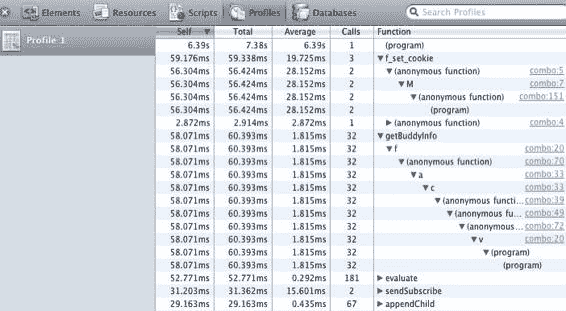 Elements Resources Scripts Profiles Databases Search Profiles
Profile 1
Self Total Average Calls Function
6.39s 7.38s 6.39s 1 (program)
59.176ms 59.338ms 19.725ms 3 f_set_cookie
56.304ms 56.424ms 28.152ms 2 (anonymous function) combo:5
56.304ms 56.424ms 28.152ms 2 M combo:7
56.304ms 56.424ms 28.152ms 2 (anonymous function) combo:151
56.304ms 56.424ms 28.152ms 2 (program)
2.872ms 2.914ms 2.872ms 1 (anonymous function) combo:4
58.071ms 60.393ms 1.815ms 32 getBuddyInfo
58.071ms 60.393ms 1.815ms 32 f combo:20
58.071ms 60.393ms 1.815ms 32 (anonymous function) combo:70
58.071ms 60.393ms 1.815ms 32 a combo:33
58.071ms 60.393ms 1.815ms 32 c combo:33
58.071ms 60.393ms 1.815ms 32 (anonymous functi... combo:39
58.071ms 60.393ms 1.815ms 32 (anonymous fu... combo:49
58.071ms 60.393ms 1.815ms 32 (anonymous... combo:72
58.071ms 60.393ms 1.815ms 32 v combo:20
58.071ms 60.393ms 1.815ms 32 (program)
58.071ms 60.393ms 1.815ms 32 (program)
52.771ms 52.771ms 0.292ms 181 evaluate
31.203ms 31.362ms 15.601ms 2 sendSubscribe
29.163ms 29.163ms 0.435ms 67 appendChild